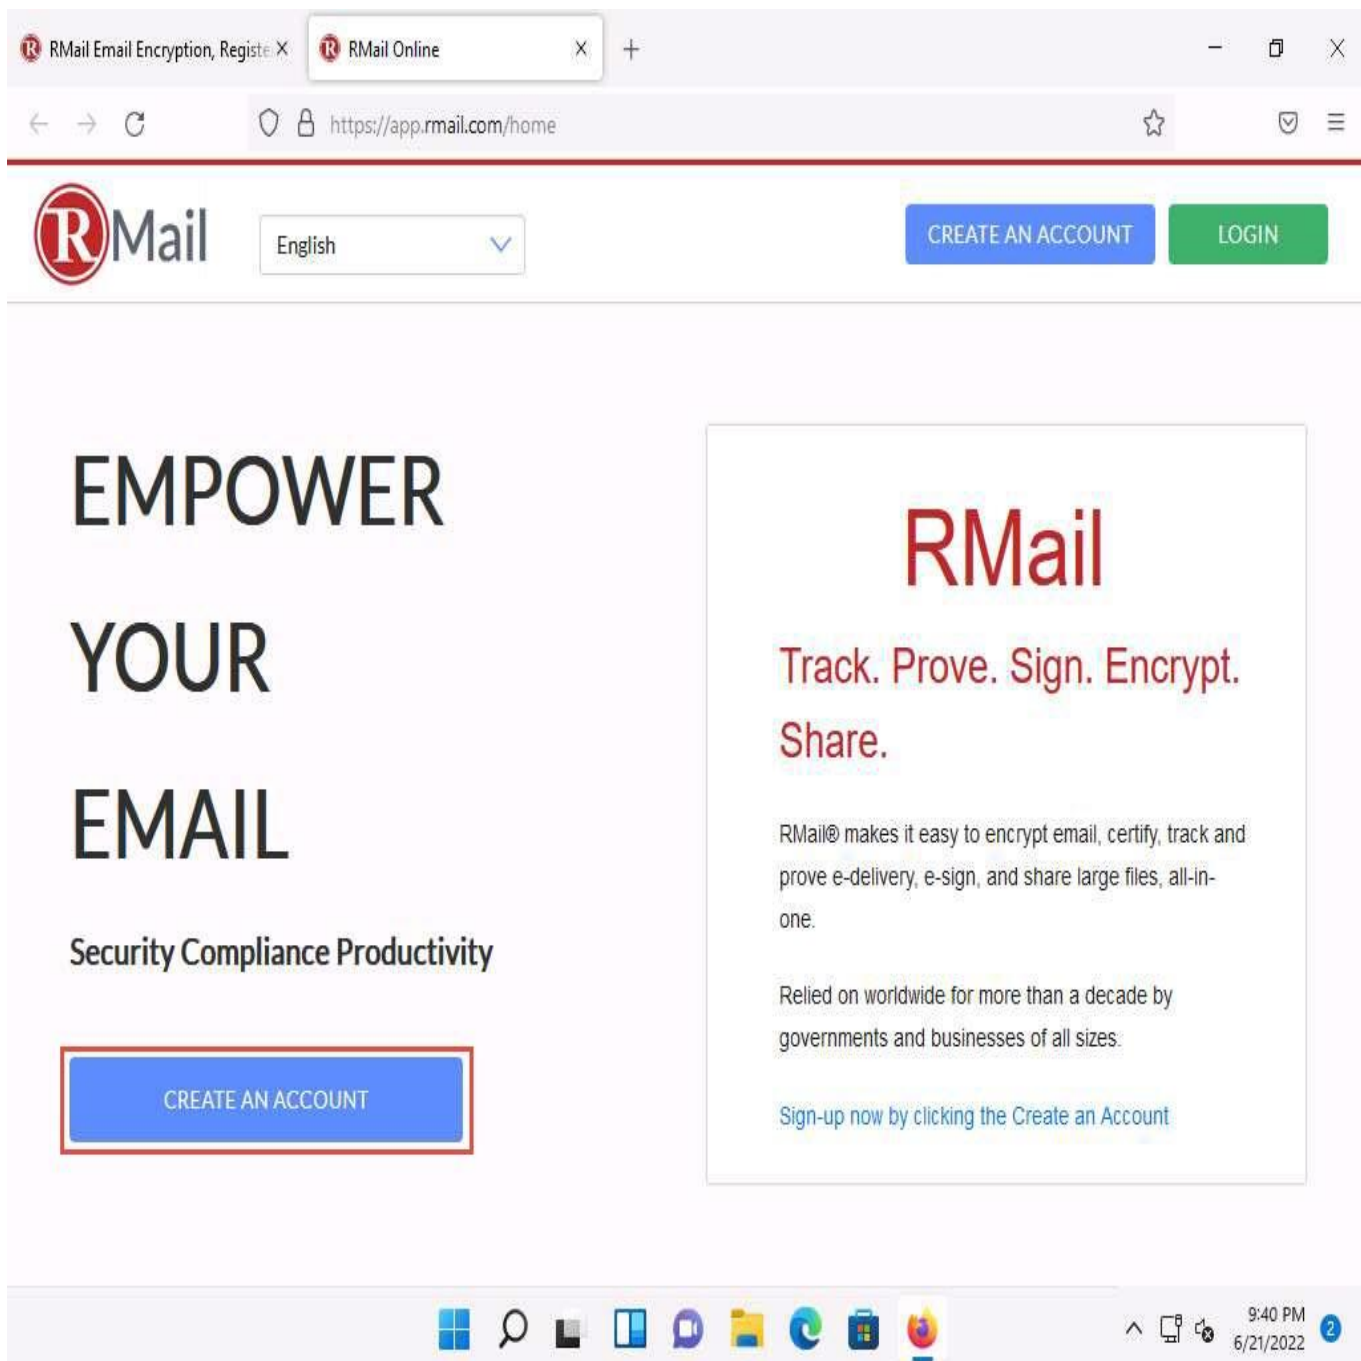 RMail Email Encryption, Registe
RMail Online
https://app.rmail.com/home
RMail
English
CREATE AN ACCOUNT
LOGIN
EMPOWER
YOUR
EMAIL
Security Compliance Productivity
CREATE AN ACCOUNT
RMail
Track. Prove. Sign. Encrypt.
Share.
RMail® makes it easy to encrypt email, certify, track and
prove e-delivery, e-sign, and share large files, all-in-
one.
Relied on worldwide for more than a decade by
governments and businesses of all sizes.
Sign-up now by clicking the Create an Account
9:40 PM
6/21/2022
2